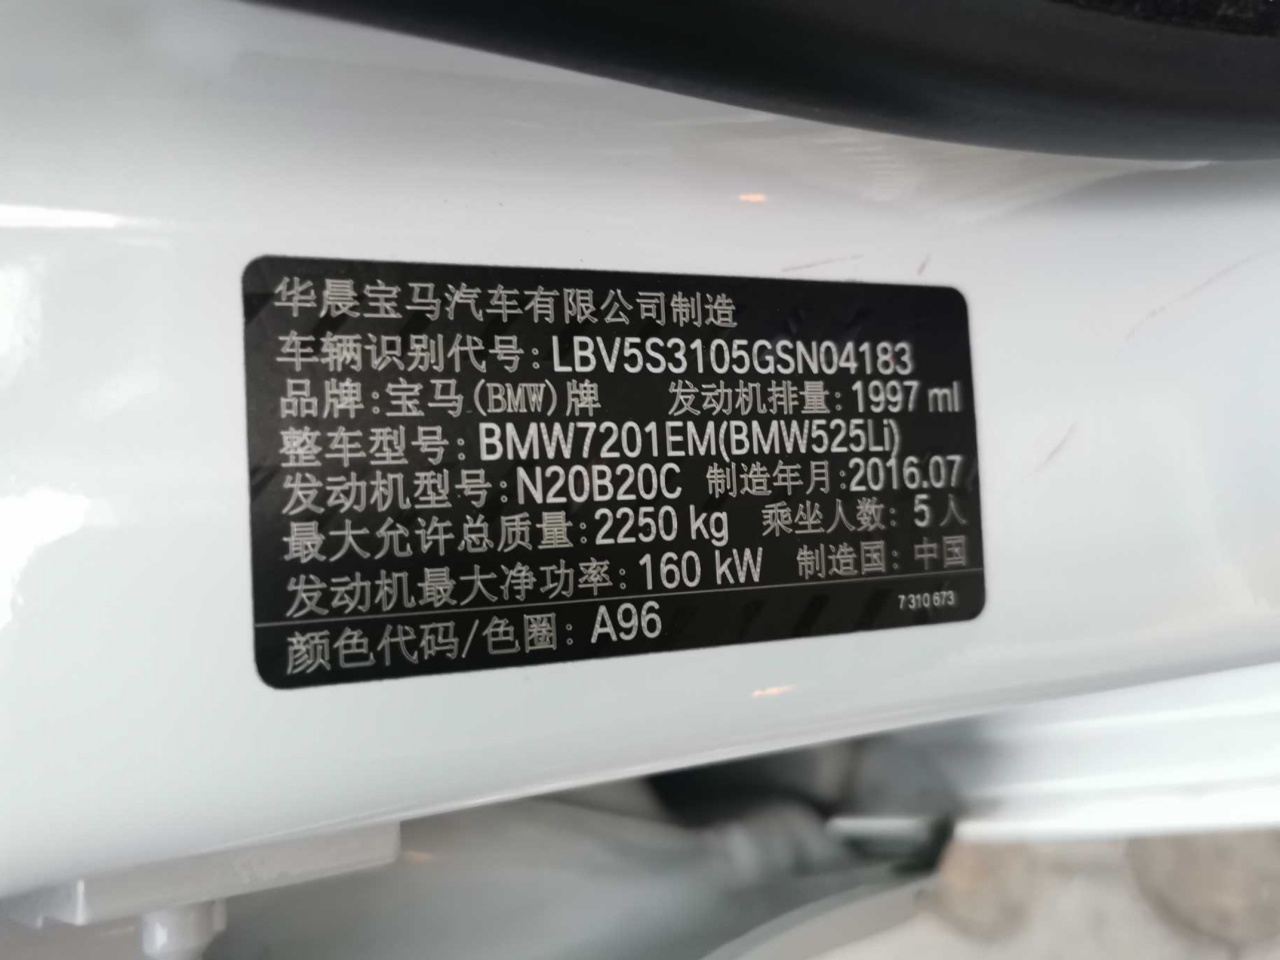 华晨宝马汽车有限公司制造
车辆识别代号:LBV5S3105GSN04183
品牌:宝马(BMW)牌 发动机排量:1997 ml
整车型号:BMW7201EM(BMW525Li)
发动机型号:N20B20C 制造年月:2016.07
最大允许总质量:2250 kg 乘坐人数:5人
发动机最大净功率:160 kW 制造国:中国
颜色代码/色圈:A96 7 310 673